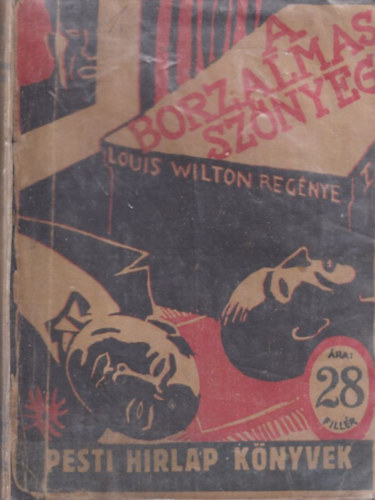 A
BORZALMAS
SZŐNYEG
LOUIS WILTON REGÉNYE
ÁRA:
28
FILLÉR
PESTI HIRLAP KÖNYVEK